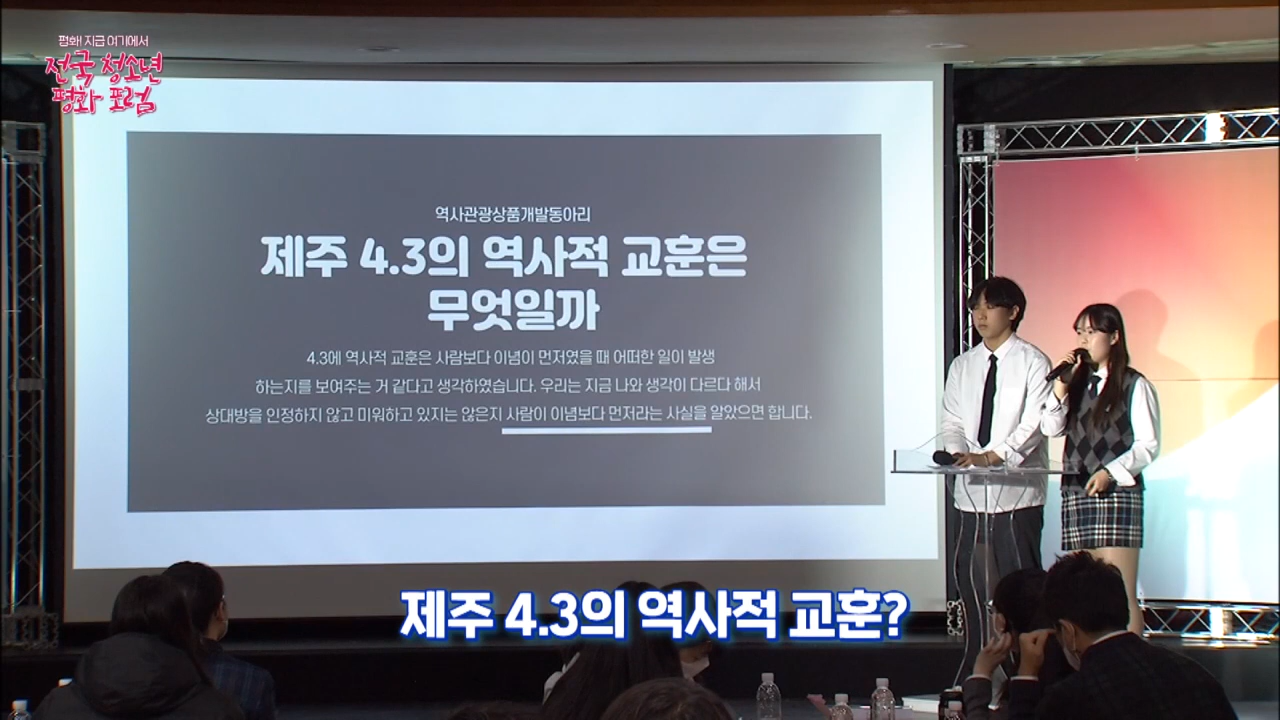 평화! 지금 여기에서
전국 청소년
평화 포럼
역사관광상품개발동아리
제주 4.3의 역사적 교훈은
무엇일까
4.3에 역사적 교훈은 사람보다 이념이 먼저였을 때 어떠한 일이 발생
하는지를 보여주는 거 같다고 생각하였습니다. 우리는 지금 나와 생각이 다르다 해서
상대방을 인정하지 않고 미워하고 있지는 않은지 사람이 이념보다 먼저라는 사실을 알았으면 합니다.
제주 4.3의 역사적 교훈?